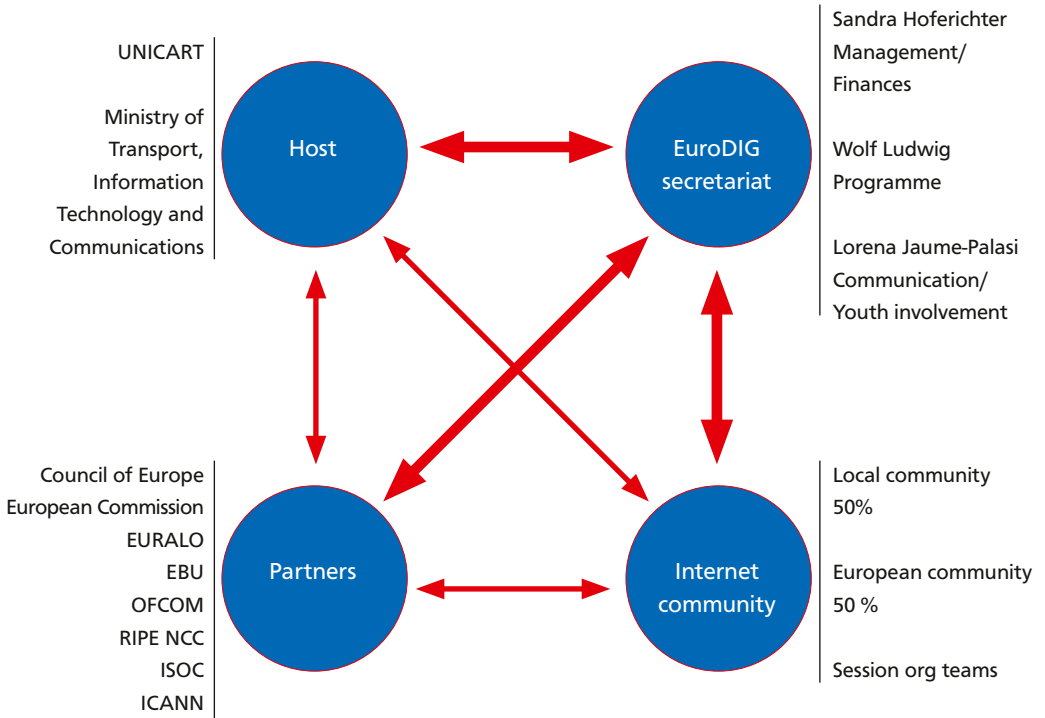 UNICART
Ministry of
Transport,
Information
Technology and
Communications
Host
EuroDIG
secretariat
Sandra Hoferichter
Management/
Finances
Wolf Ludwig
Programme
Lorena Jaume-Palasi
Communication/
Youth involvement
Council of Europe
European Commission
EURALO
EBU
OFCOM
RIPE NCC
ISOC
ICANN
Partners
Internet
community
Local community
50%
European community
50 %
Session org teams